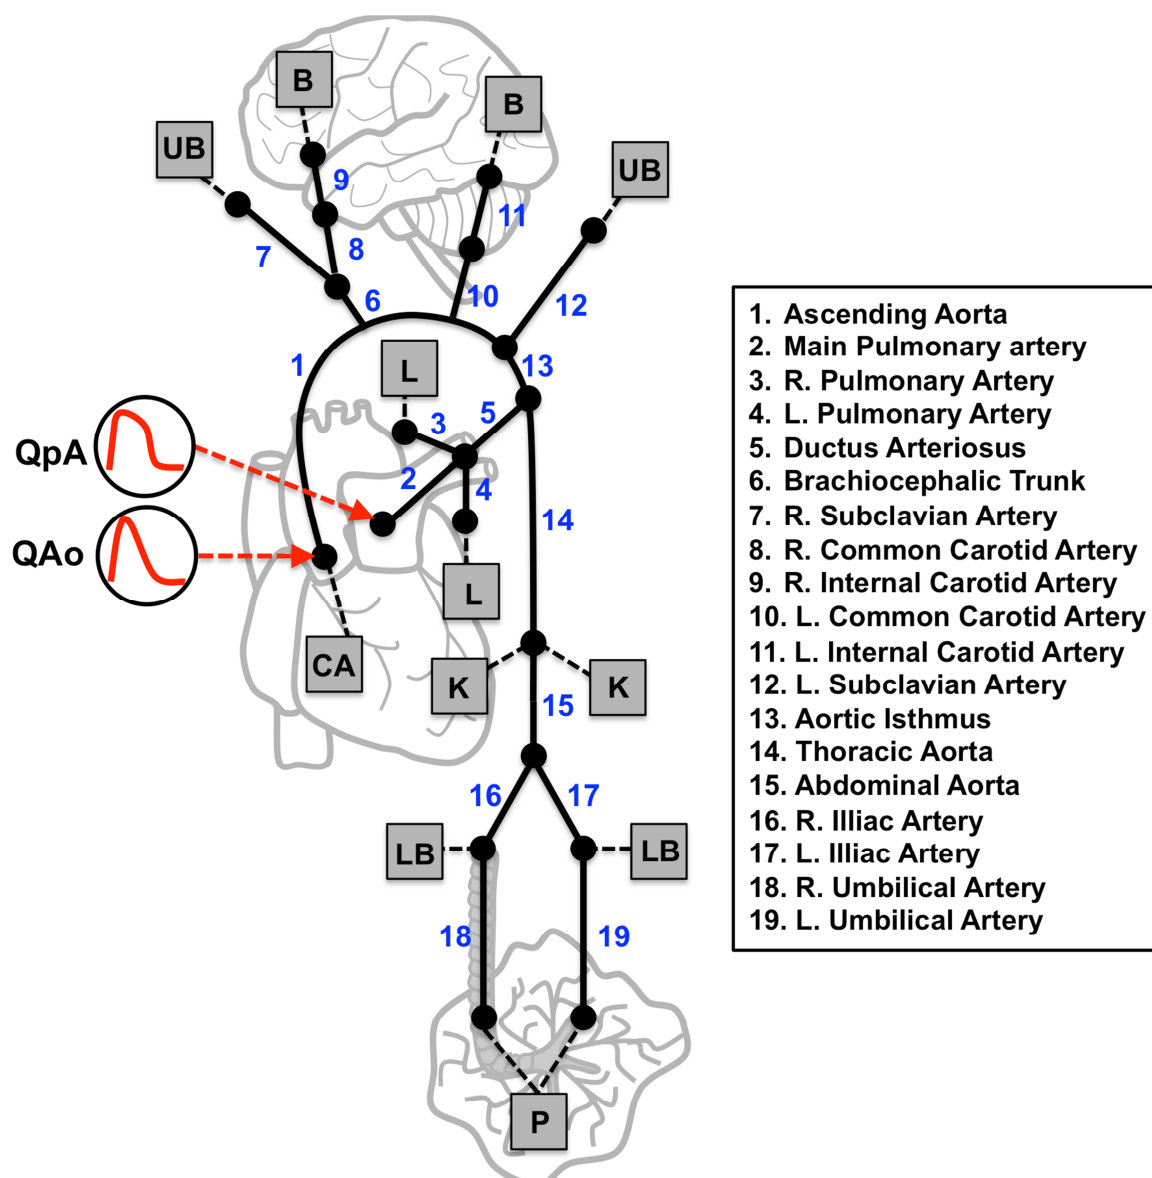 B
B
UB
UB
9
11
8
7
6
10
12
1
13
L
5
3
QpA
2
4
14
QAo
L
CA
K
K
15
16
17
LB
LB
18
19
P
1. Ascending Aorta
2. Main Pulmonary artery
3. R. Pulmonary Artery
4. L. Pulmonary Artery
5. Ductus Arteriosus
6. Brachiocephalic Trunk
7. R. Subclavian Artery
8. R. Common Carotid Artery
9. R. Internal Carotid Artery
10. L. Common Carotid Artery
11. L. Internal Carotid Artery
12. L. Subclavian Artery
13. Aortic Isthmus
14. Thoracic Aorta
15. Abdominal Aorta
16. R. Illiac Artery
17. L. Illiac Artery
18. R. Umbilical Artery
19. L. Umbilical Artery